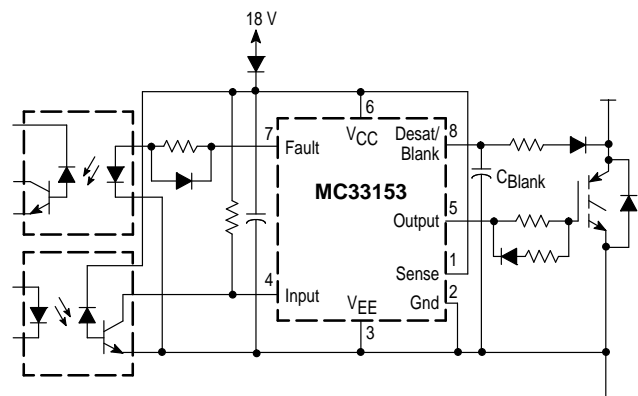 18 V
6
VCC
Desat/
Blank
8
7
Fault
CBlank
MC33153
Output
5
1
Sense
4
Input
VEE
Gnd
2
3